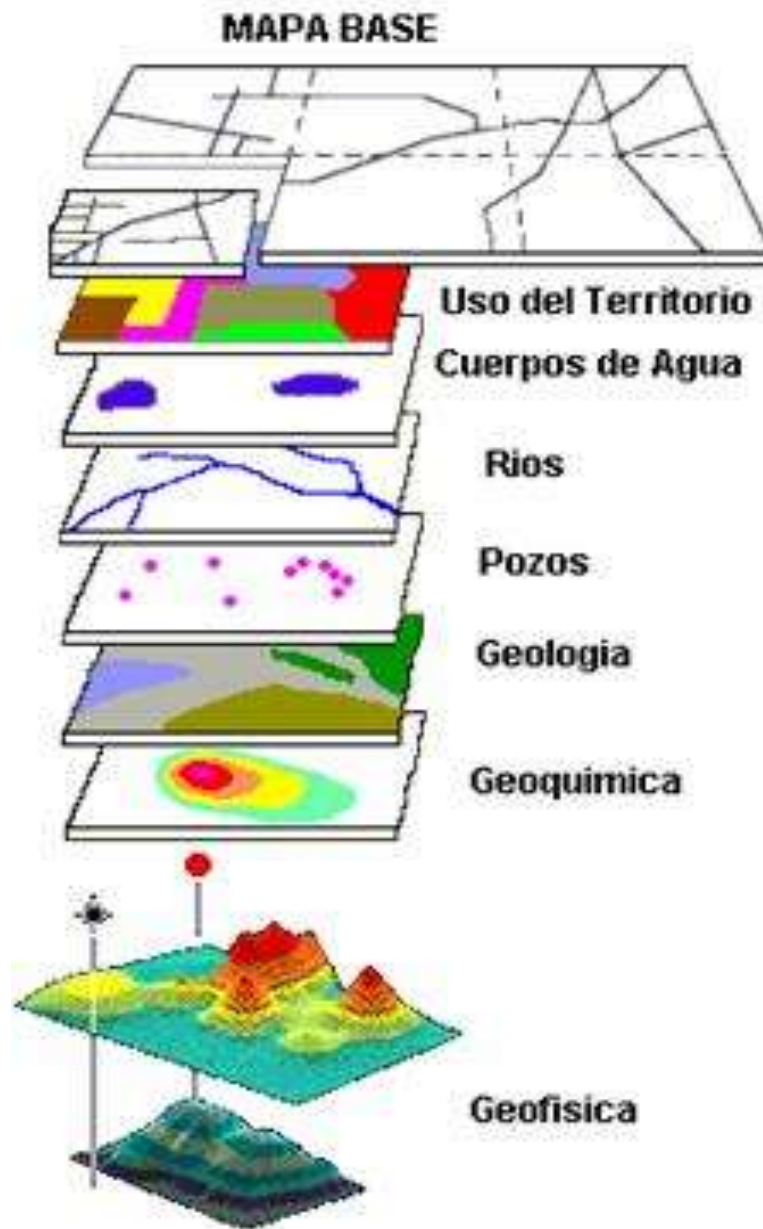 MAPA BASE
Uso del Territorio
Cuerpos de Agua
Rios
Pozos
Geologia
Geoquimica
Geofisica